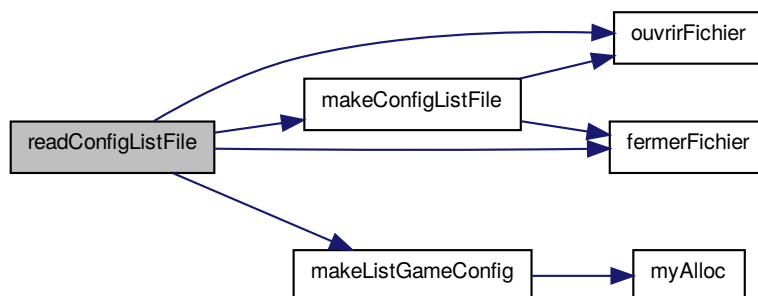 ouvrirFichier
makeConfigListFile
readConfigListFile
fermerFichier
makeListGameConfig
myAlloc